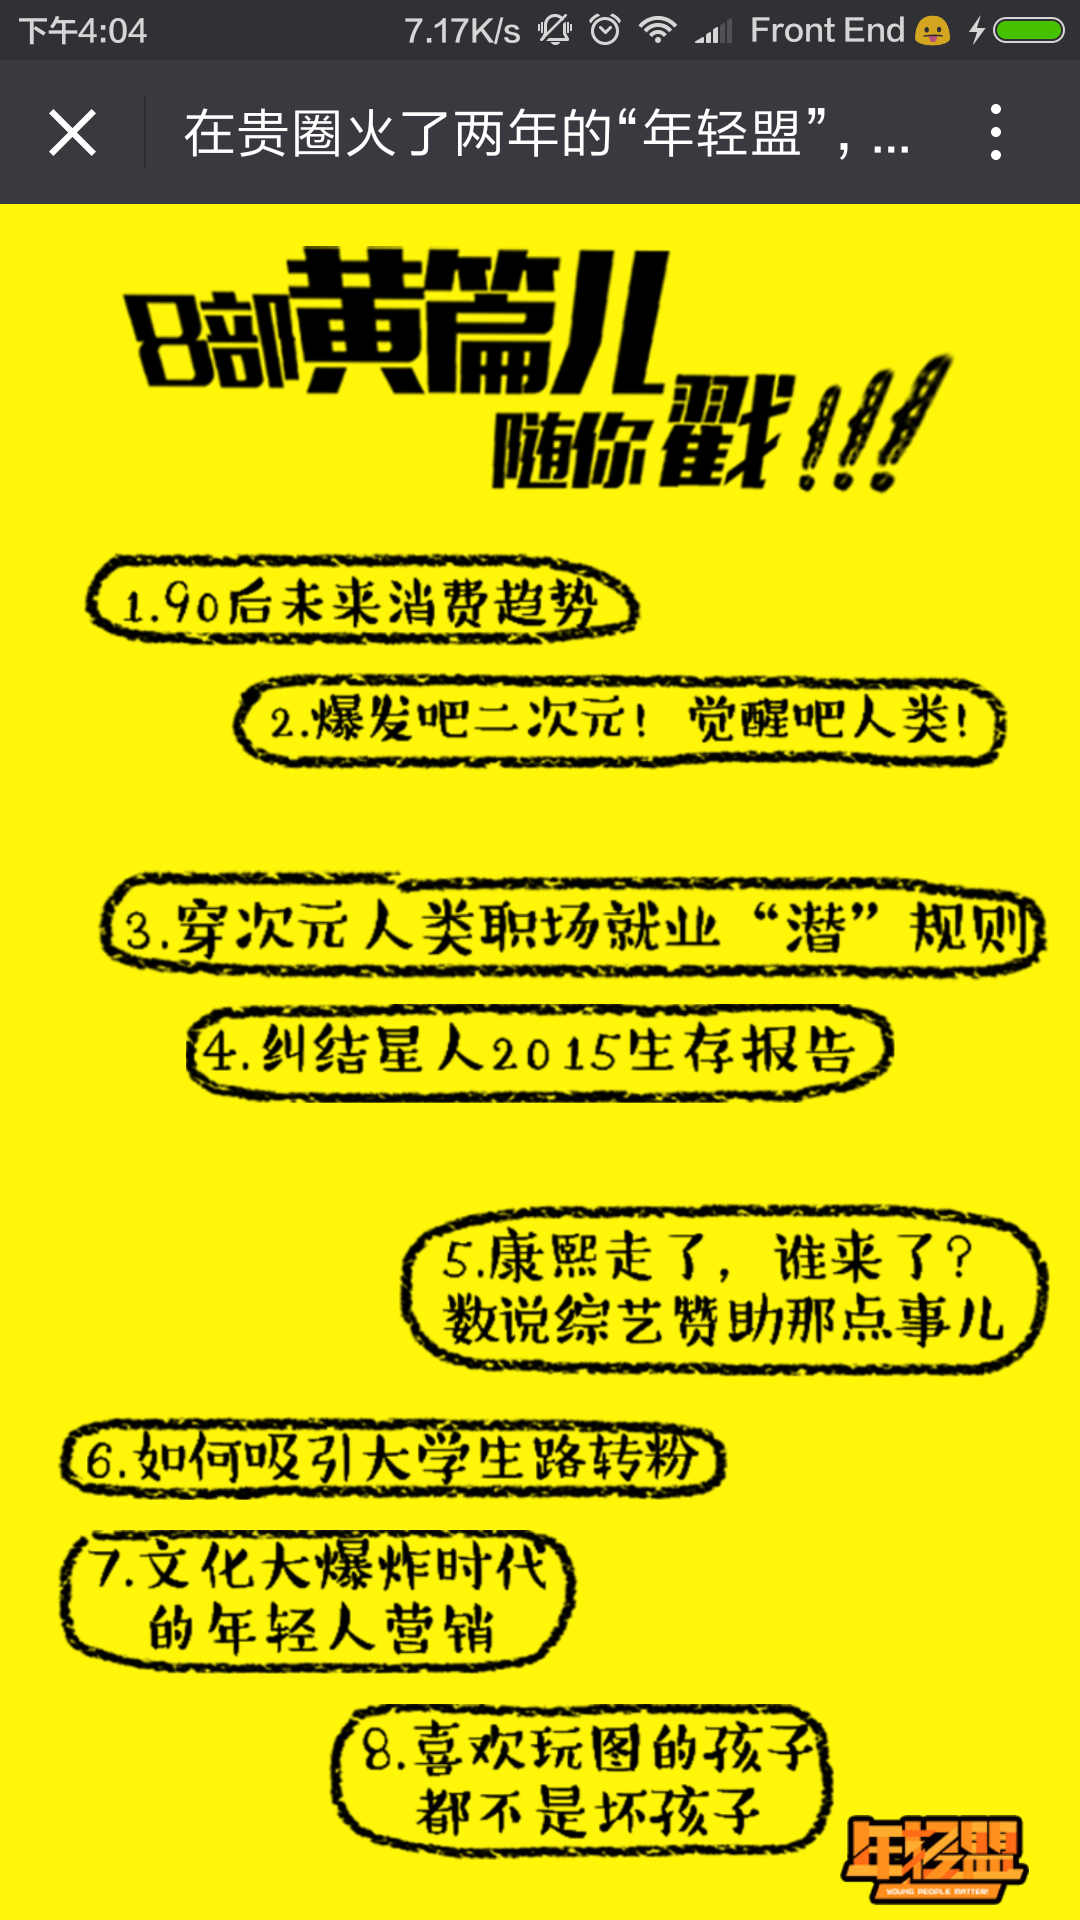 下午4:04 7.17K/s Front End
在贵圈火了两年的“年轻盟”, ...
8部黄篇儿
随你戳!!!
1.90后未来消费趋势
2.爆发吧二次元! 觉醒吧人类!
3.穿次元人类职场就业“潜”规则
4.纠结星人2015生存报告
5.康熙走了, 谁来了?
数说综艺赞助那点事儿
6.如何吸引大学生路转粉
7.文化大爆炸时代
的年轻人营销
8.喜欢玩图的孩子
都不是坏孩子
年轻盟
YOUNG PEOPLE MATTER!